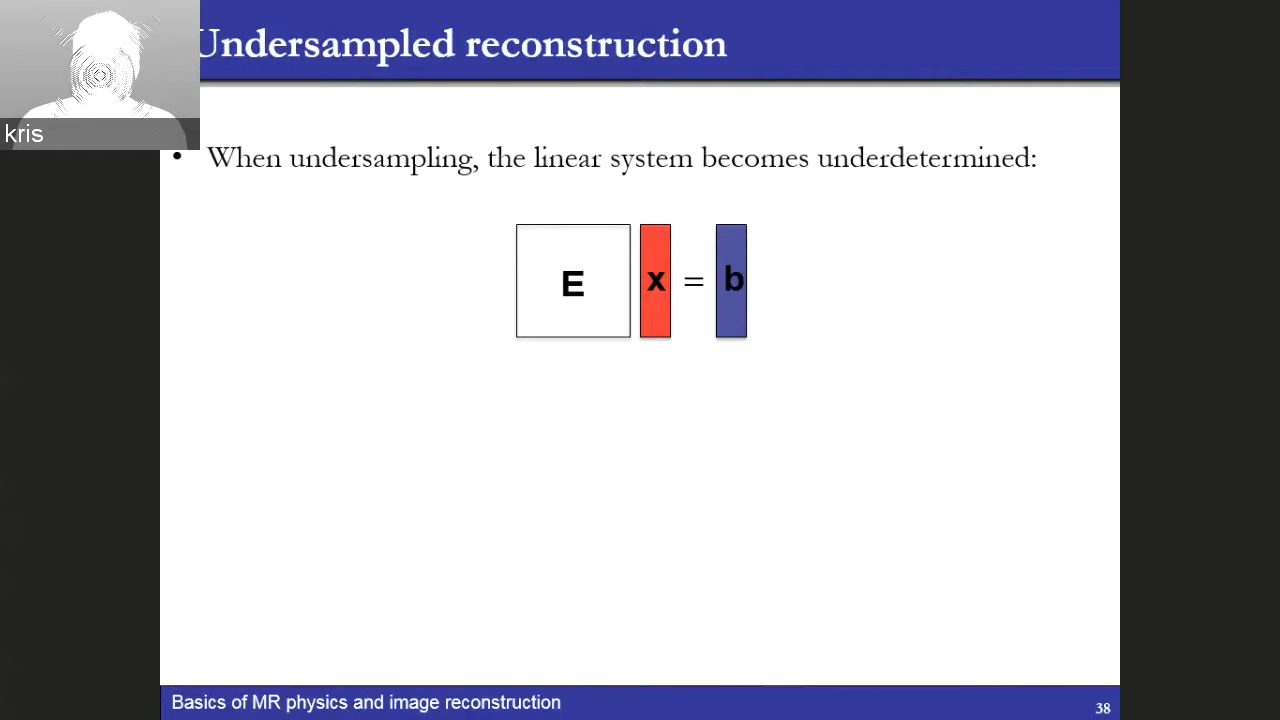 Undersampled reconstruction
kris
• When undersampling, the linear system becomes underdetermined:
E x = b
Basics of MR physics and image reconstruction
38